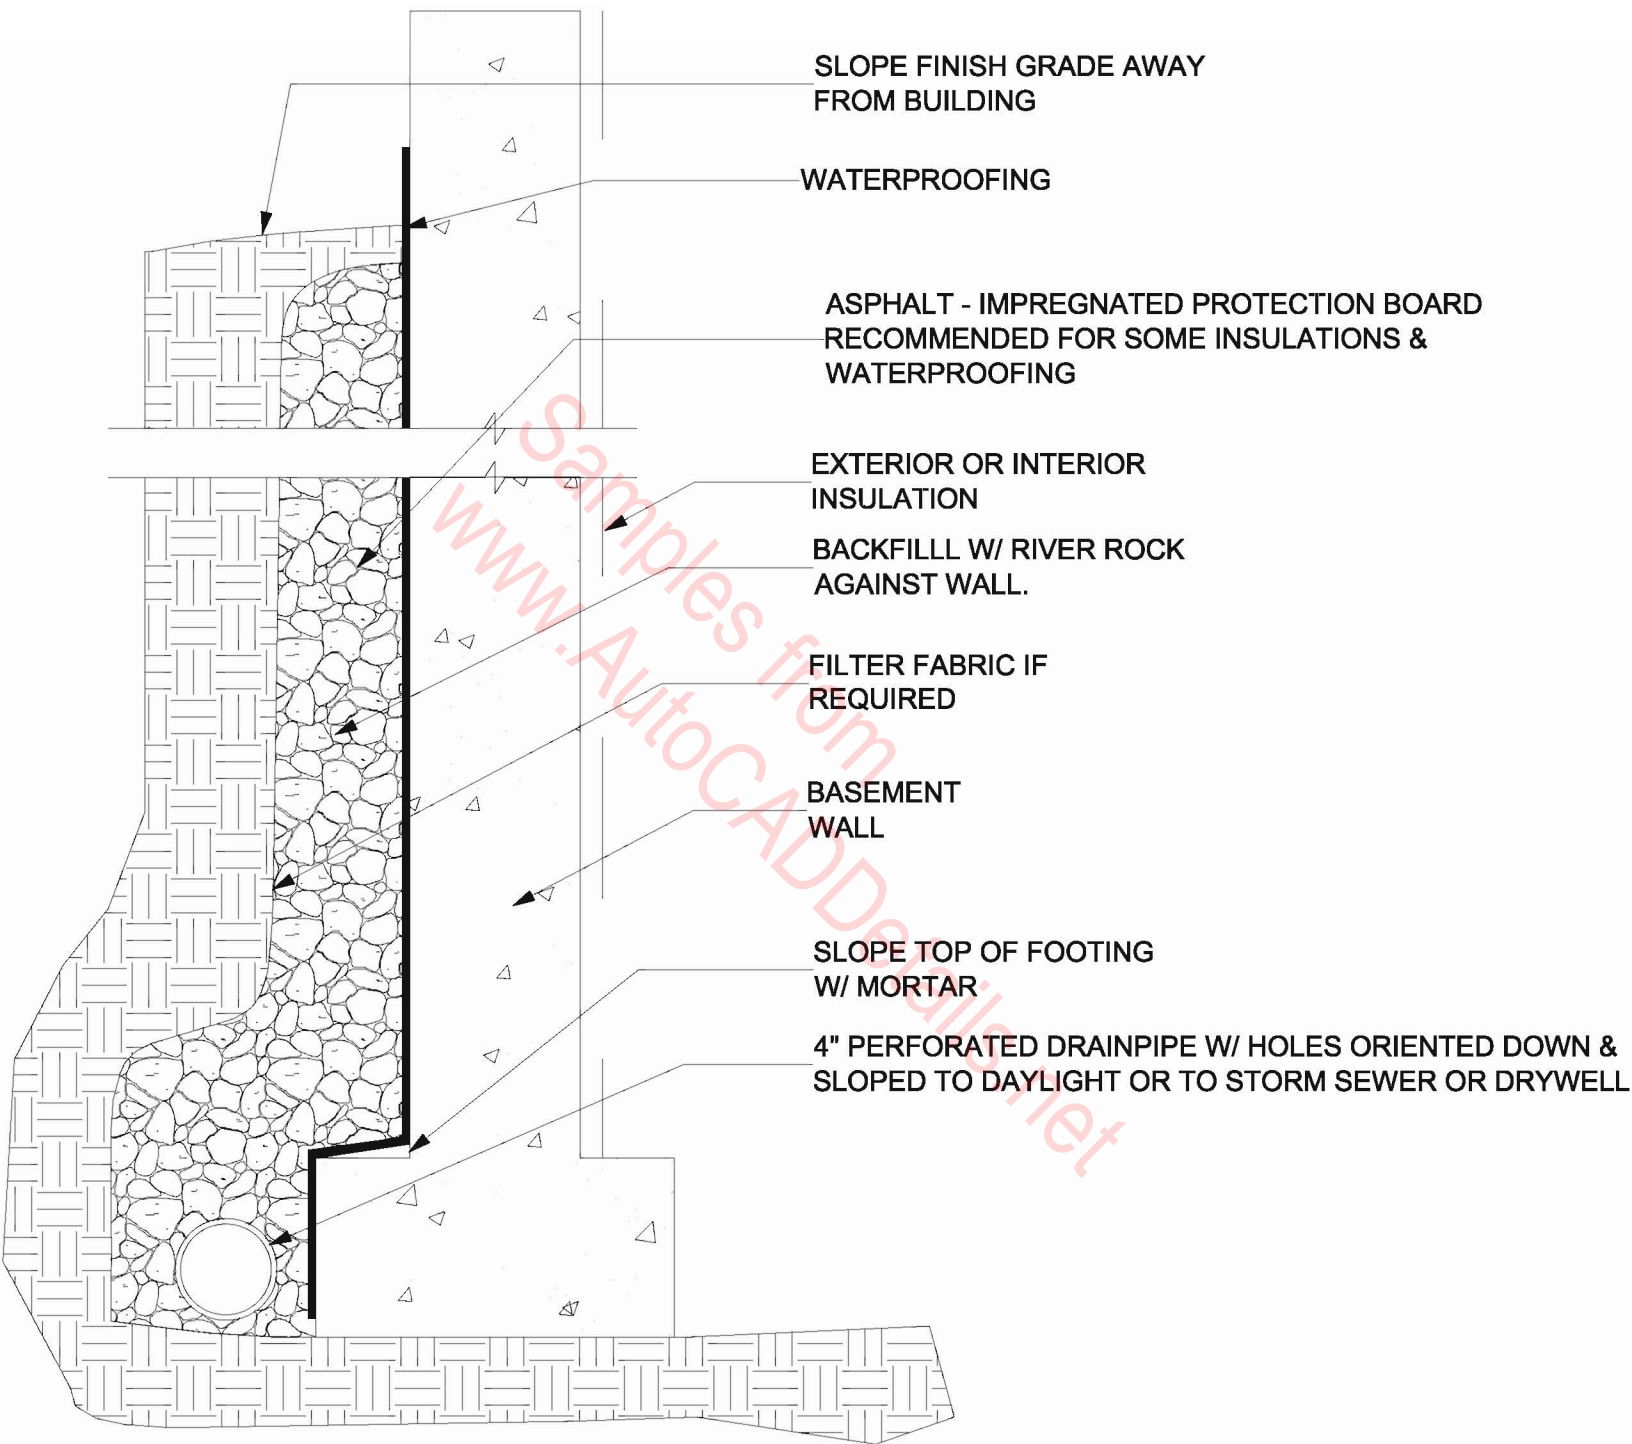 SLOPE FINISH GRADE AWAY
FROM BUILDING
WATERPROOFING
ASPHALT - IMPREGNATED PROTECTION BOARD
RECOMMENDED FOR SOME INSULATIONS &
WATERPROOFING
EXTERIOR OR INTERIOR
INSULATION
BACKFILLL W/ RIVER ROCK
AGAINST WALL.
FILTER FABRIC IF
REQUIRED
BASEMENT
WALL
SLOPE TOP OF FOOTING
W/ MORTAR
4" PERFORATED DRAINPIPE W/ HOLES ORIENTED DOWN &
SLOPED TO DAYLIGHT OR TO STORM SEWER OR DRYWELL
Samples from
www.AutoCADDetails.net